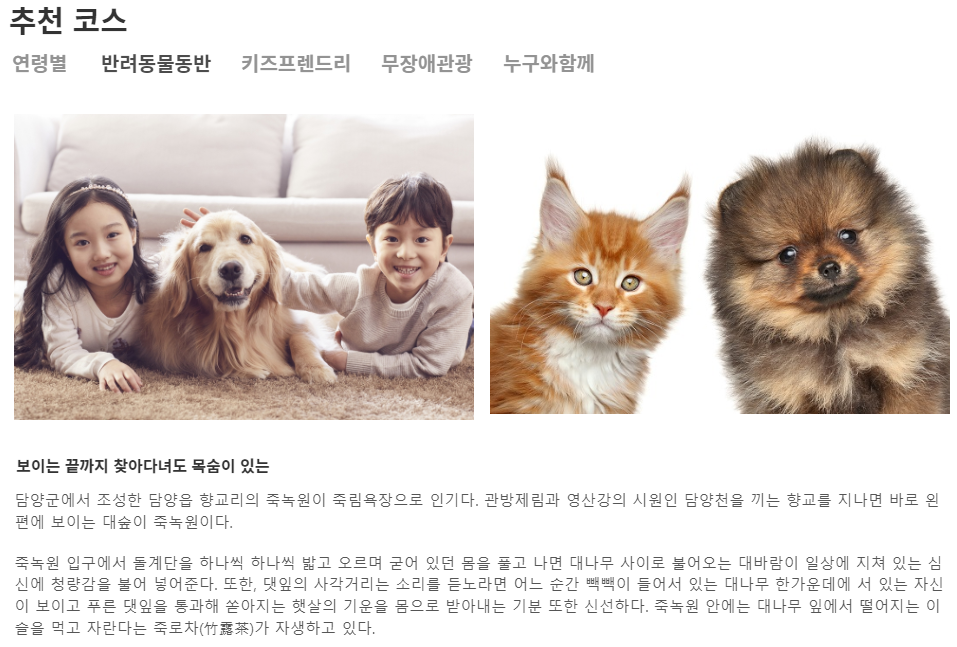 추천 코스
연령별 반려동물동반 키즈프렌드리 무장애관광 누구와함께
보이는 끝까지 찾아다녀도 목숨이 있는
담양군에서 조성한 담양읍 향교리의 죽녹원이 죽림욕장으로 인기다. 관방제림과 영산강의 시원인 담양천을 끼는 향교를 지나면 바로 왼
편에 보이는 대숲이 죽녹원이다.
죽녹원 입구에서 돌계단을 하나씩 하나씩 밟고 오르며 굳어 있던 몸을 풀고 나면 대나무 사이로 불어오는 대바람이 일상에 지쳐 있는 심
신에 청량감을 불어 넣어준다. 또한, 댓잎의 사각거리는 소리를 듣노라면 어느 순간 빽빽이 들어서 있는 대나무 한가운데에 서 있는 자신
이 보이고 푸른 댓잎을 통과해 쏟아지는 햇살의 기운을 몸으로 받아내는 기분 또한 신선하다. 죽녹원 안에는 대나무 잎에서 떨어지는 이
슬을 먹고 자란다는 죽로차(竹露茶)가 자생하고 있다.